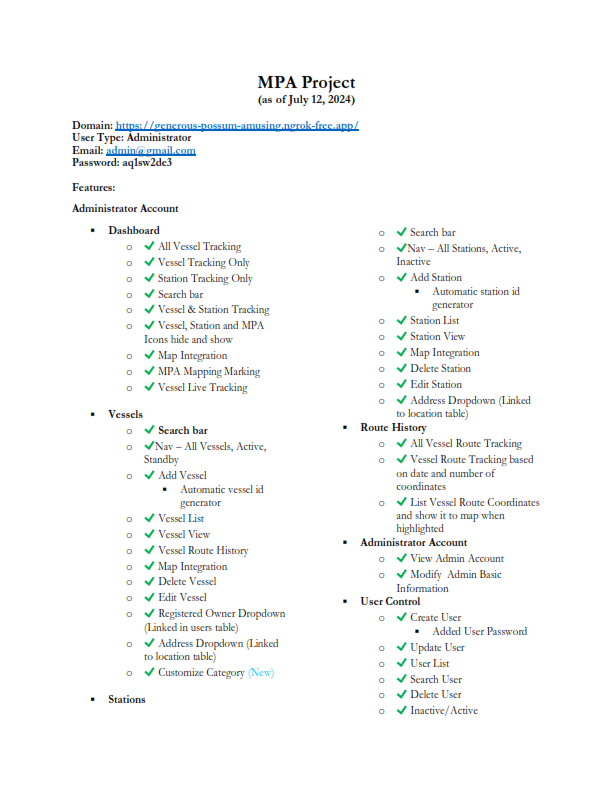 MPA Project
(as of July 12, 2024)
Domain: https://generous-possum-amusing.ngrok-free.app/
User Type: Administrator
Email: admin@gmail.com
Password: aq1sw2de3
Features:
Administrator Account
▪ Dashboard
o ✔ All Vessel Tracking
o ✔ Vessel Tracking Only
o ✔ Station Tracking Only
o ✔ Search bar
o ✔ Vessel & Station Tracking
o ✔ Vessel, Station and MPA
Icons hide and show
o ✔ Map Integration
o ✔ MPA Mapping Marking
o ✔ Vessel Live Tracking
▪ Vessels
o ✔ Search bar
o ✔Nav – All Vessels, Active,
Standby
o ✔ Add Vessel
▪ Automatic vessel id
generator
o ✔ Vessel List
o ✔ Vessel View
o ✔ Vessel Route History
o ✔ Map Integration
o ✔ Delete Vessel
o ✔ Edit Vessel
o ✔ Registered Owner Dropdown
(Linked in users table)
o ✔ Address Dropdown (Linked
to location table)
o ✔ Customize Category (New)
▪ Stations
o ✔ Search bar
o ✔Nav – All Stations, Active,
Inactive
o ✔ Add Station
▪ Automatic station id
generator
o ✔ Station List
o ✔ Station View
o ✔ Map Integration
o ✔ Delete Station
o ✔ Edit Station
o ✔ Address Dropdown (Linked
to location table)
▪ Route History
o ✔ All Vessel Route Tracking
o ✔ Vessel Route Tracking based
on date and number of
coordinates
o ✔ List Vessel Route Coordinates
and show it to map when
highlighted
▪ Administrator Account
o ✔ View Admin Account
o ✔ Modify Admin Basic
Information
▪ User Control
o ✔ Create User
▪ Added User Password
o ✔ Update User
o ✔ User List
o ✔ Search User
o ✔ Delete User
o ✔ Inactive/Active